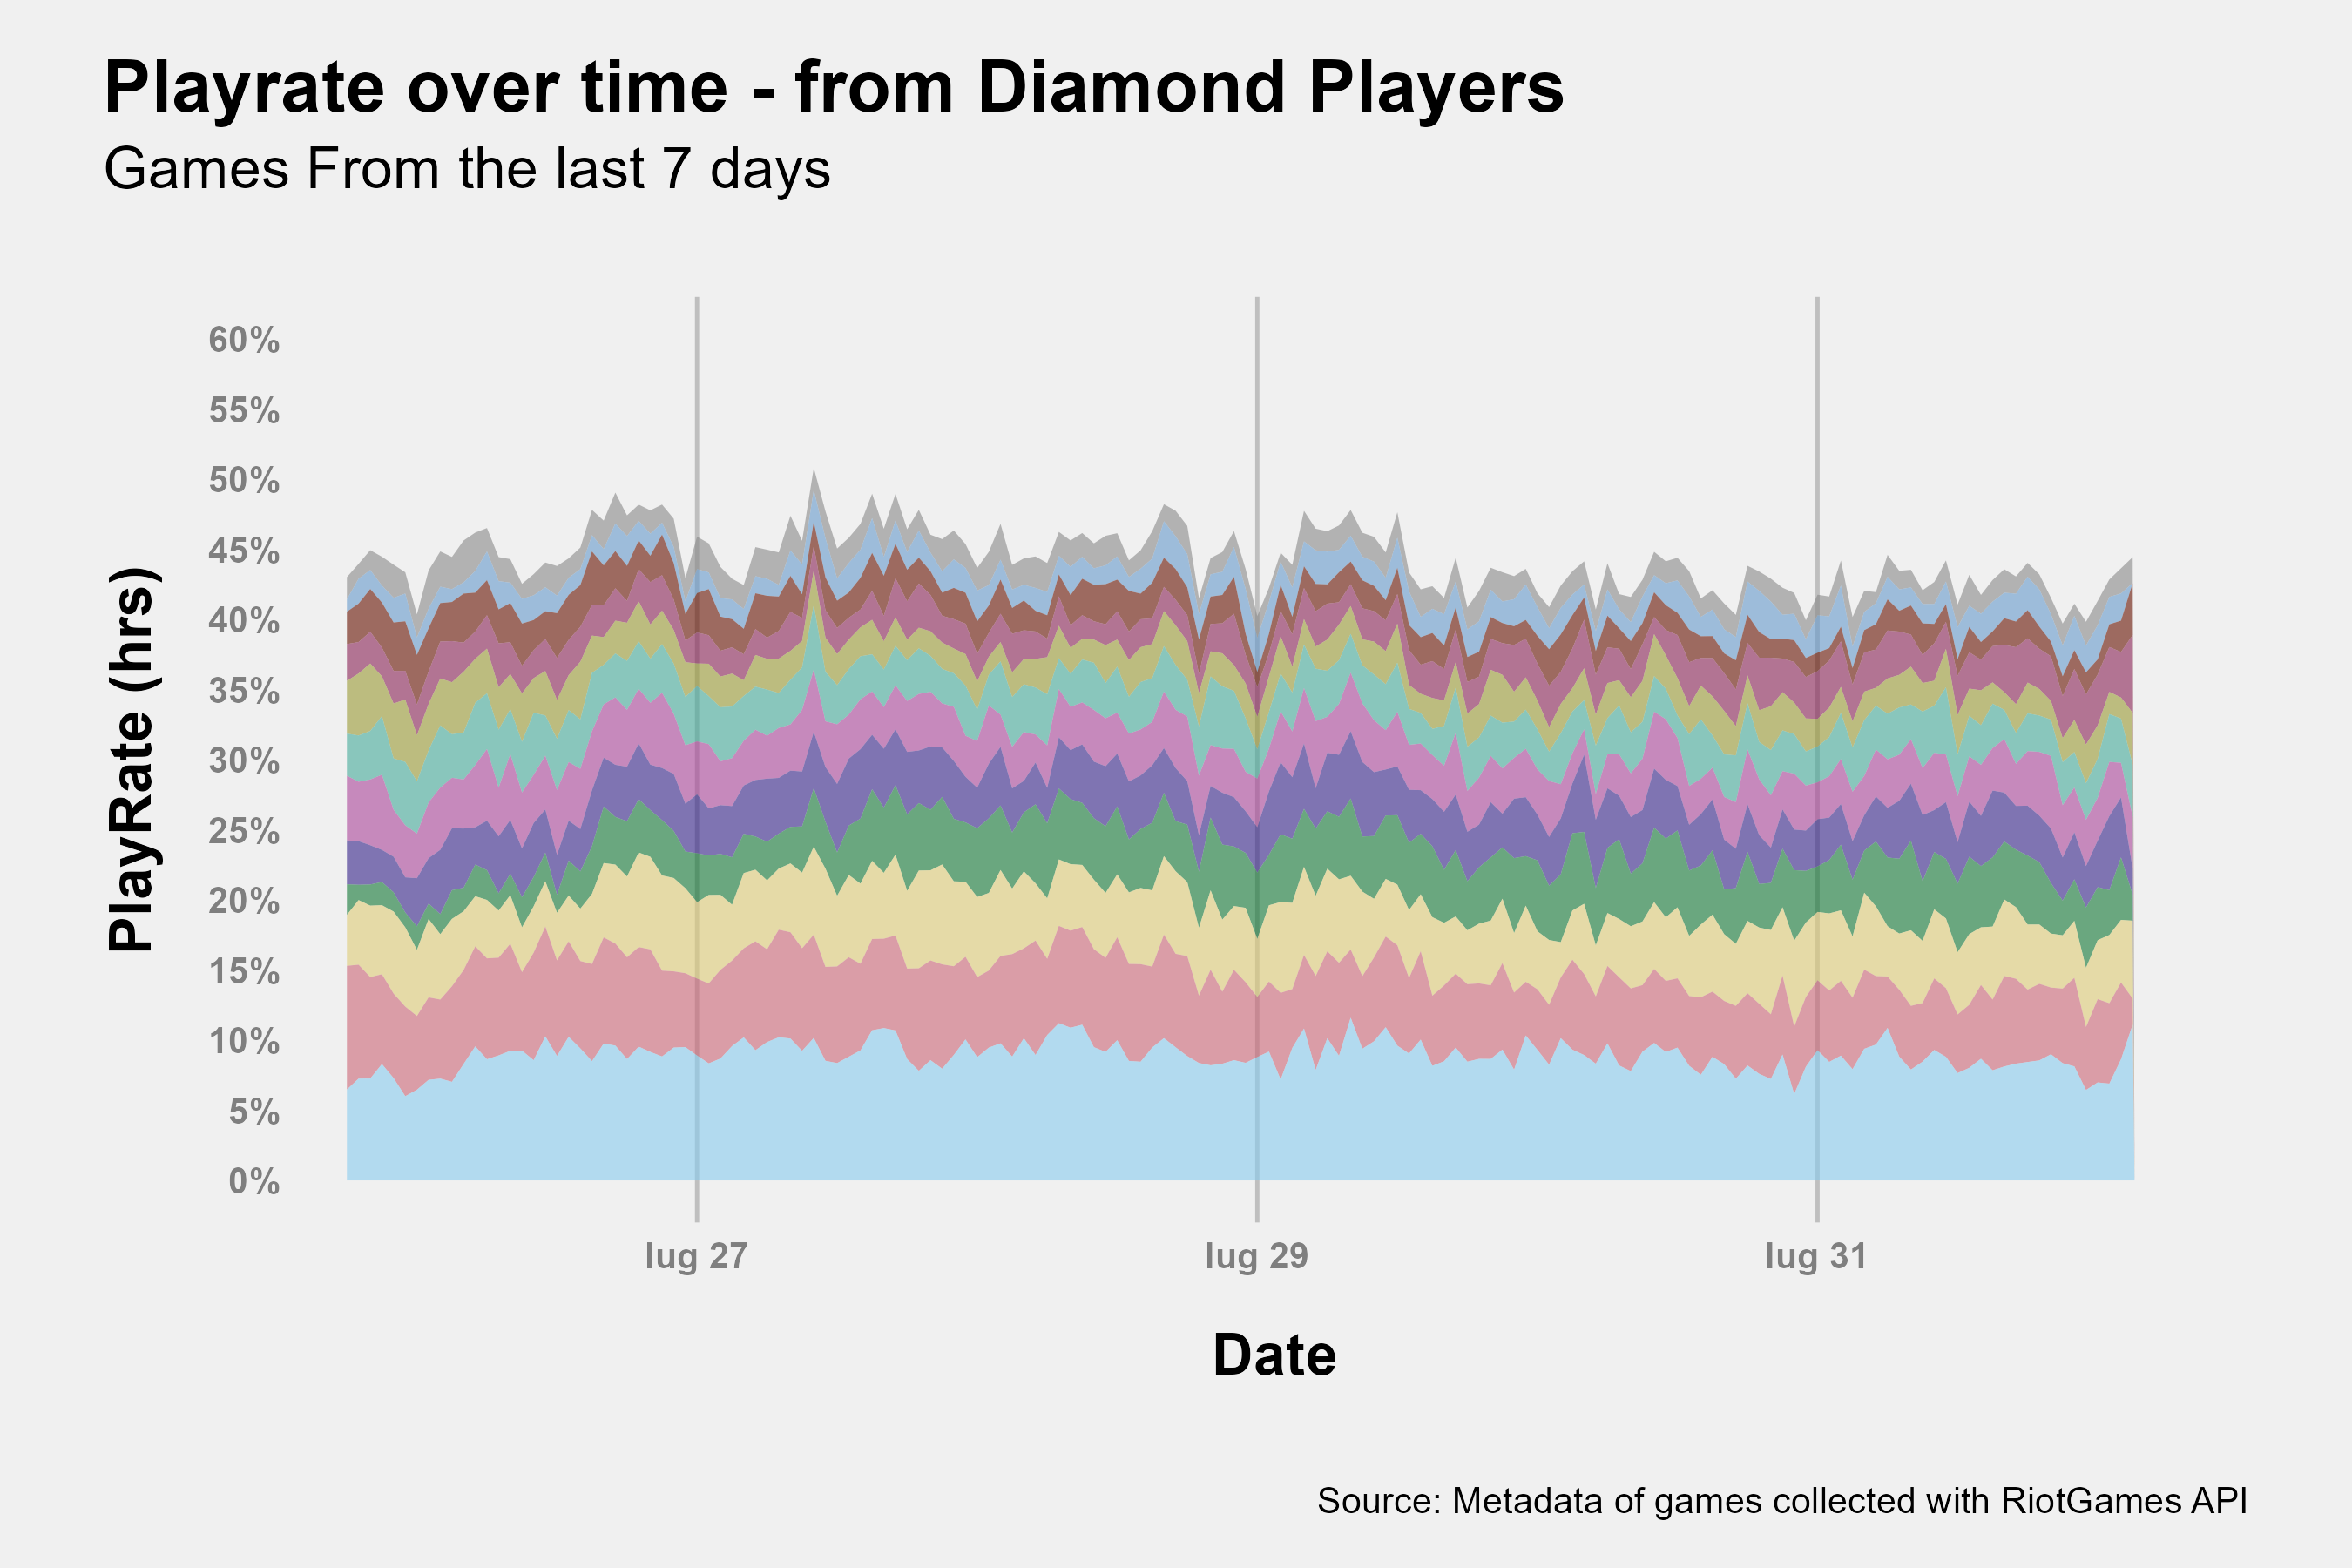 Playrate over time - from Diamond Players
Games From the last 7 days
60%
55%
50%
45%
40%
35%
30%
25%
20%
15%
10%
5%
0%
PlayRate (hrs)
lug 27
lug 29
lug 31
Date
Source: Metadata of games collected with RiotGames API